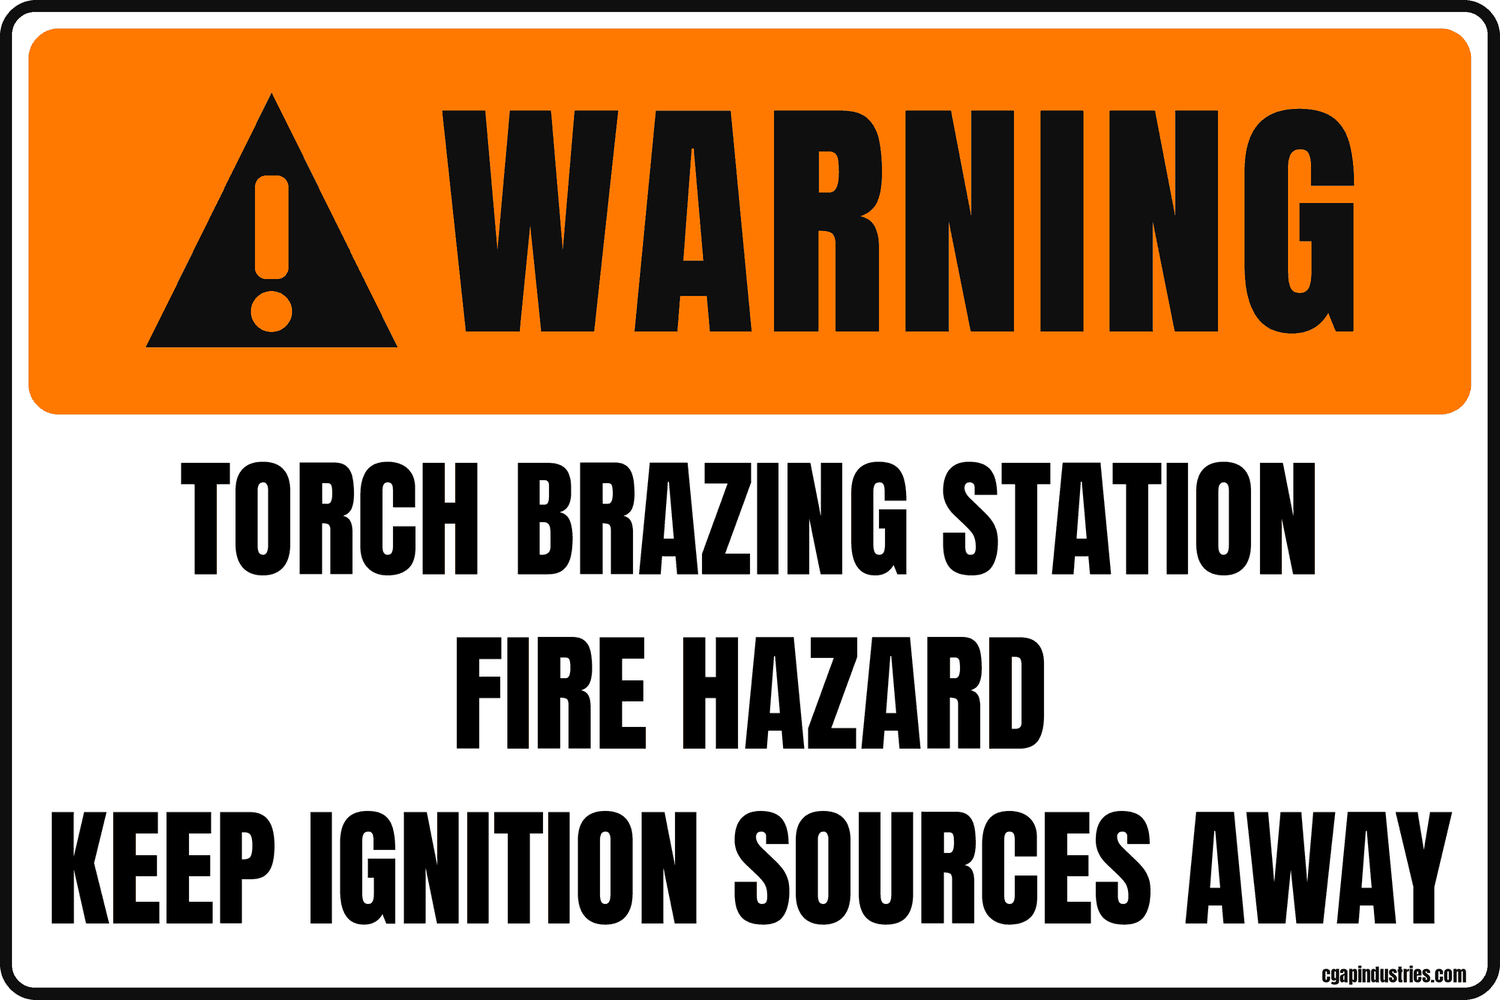 WARNING
TORCH BRAZING STATION
FIRE HAZARD
KEEP IGNITION SOURCES AWAY
cgapindustries.com